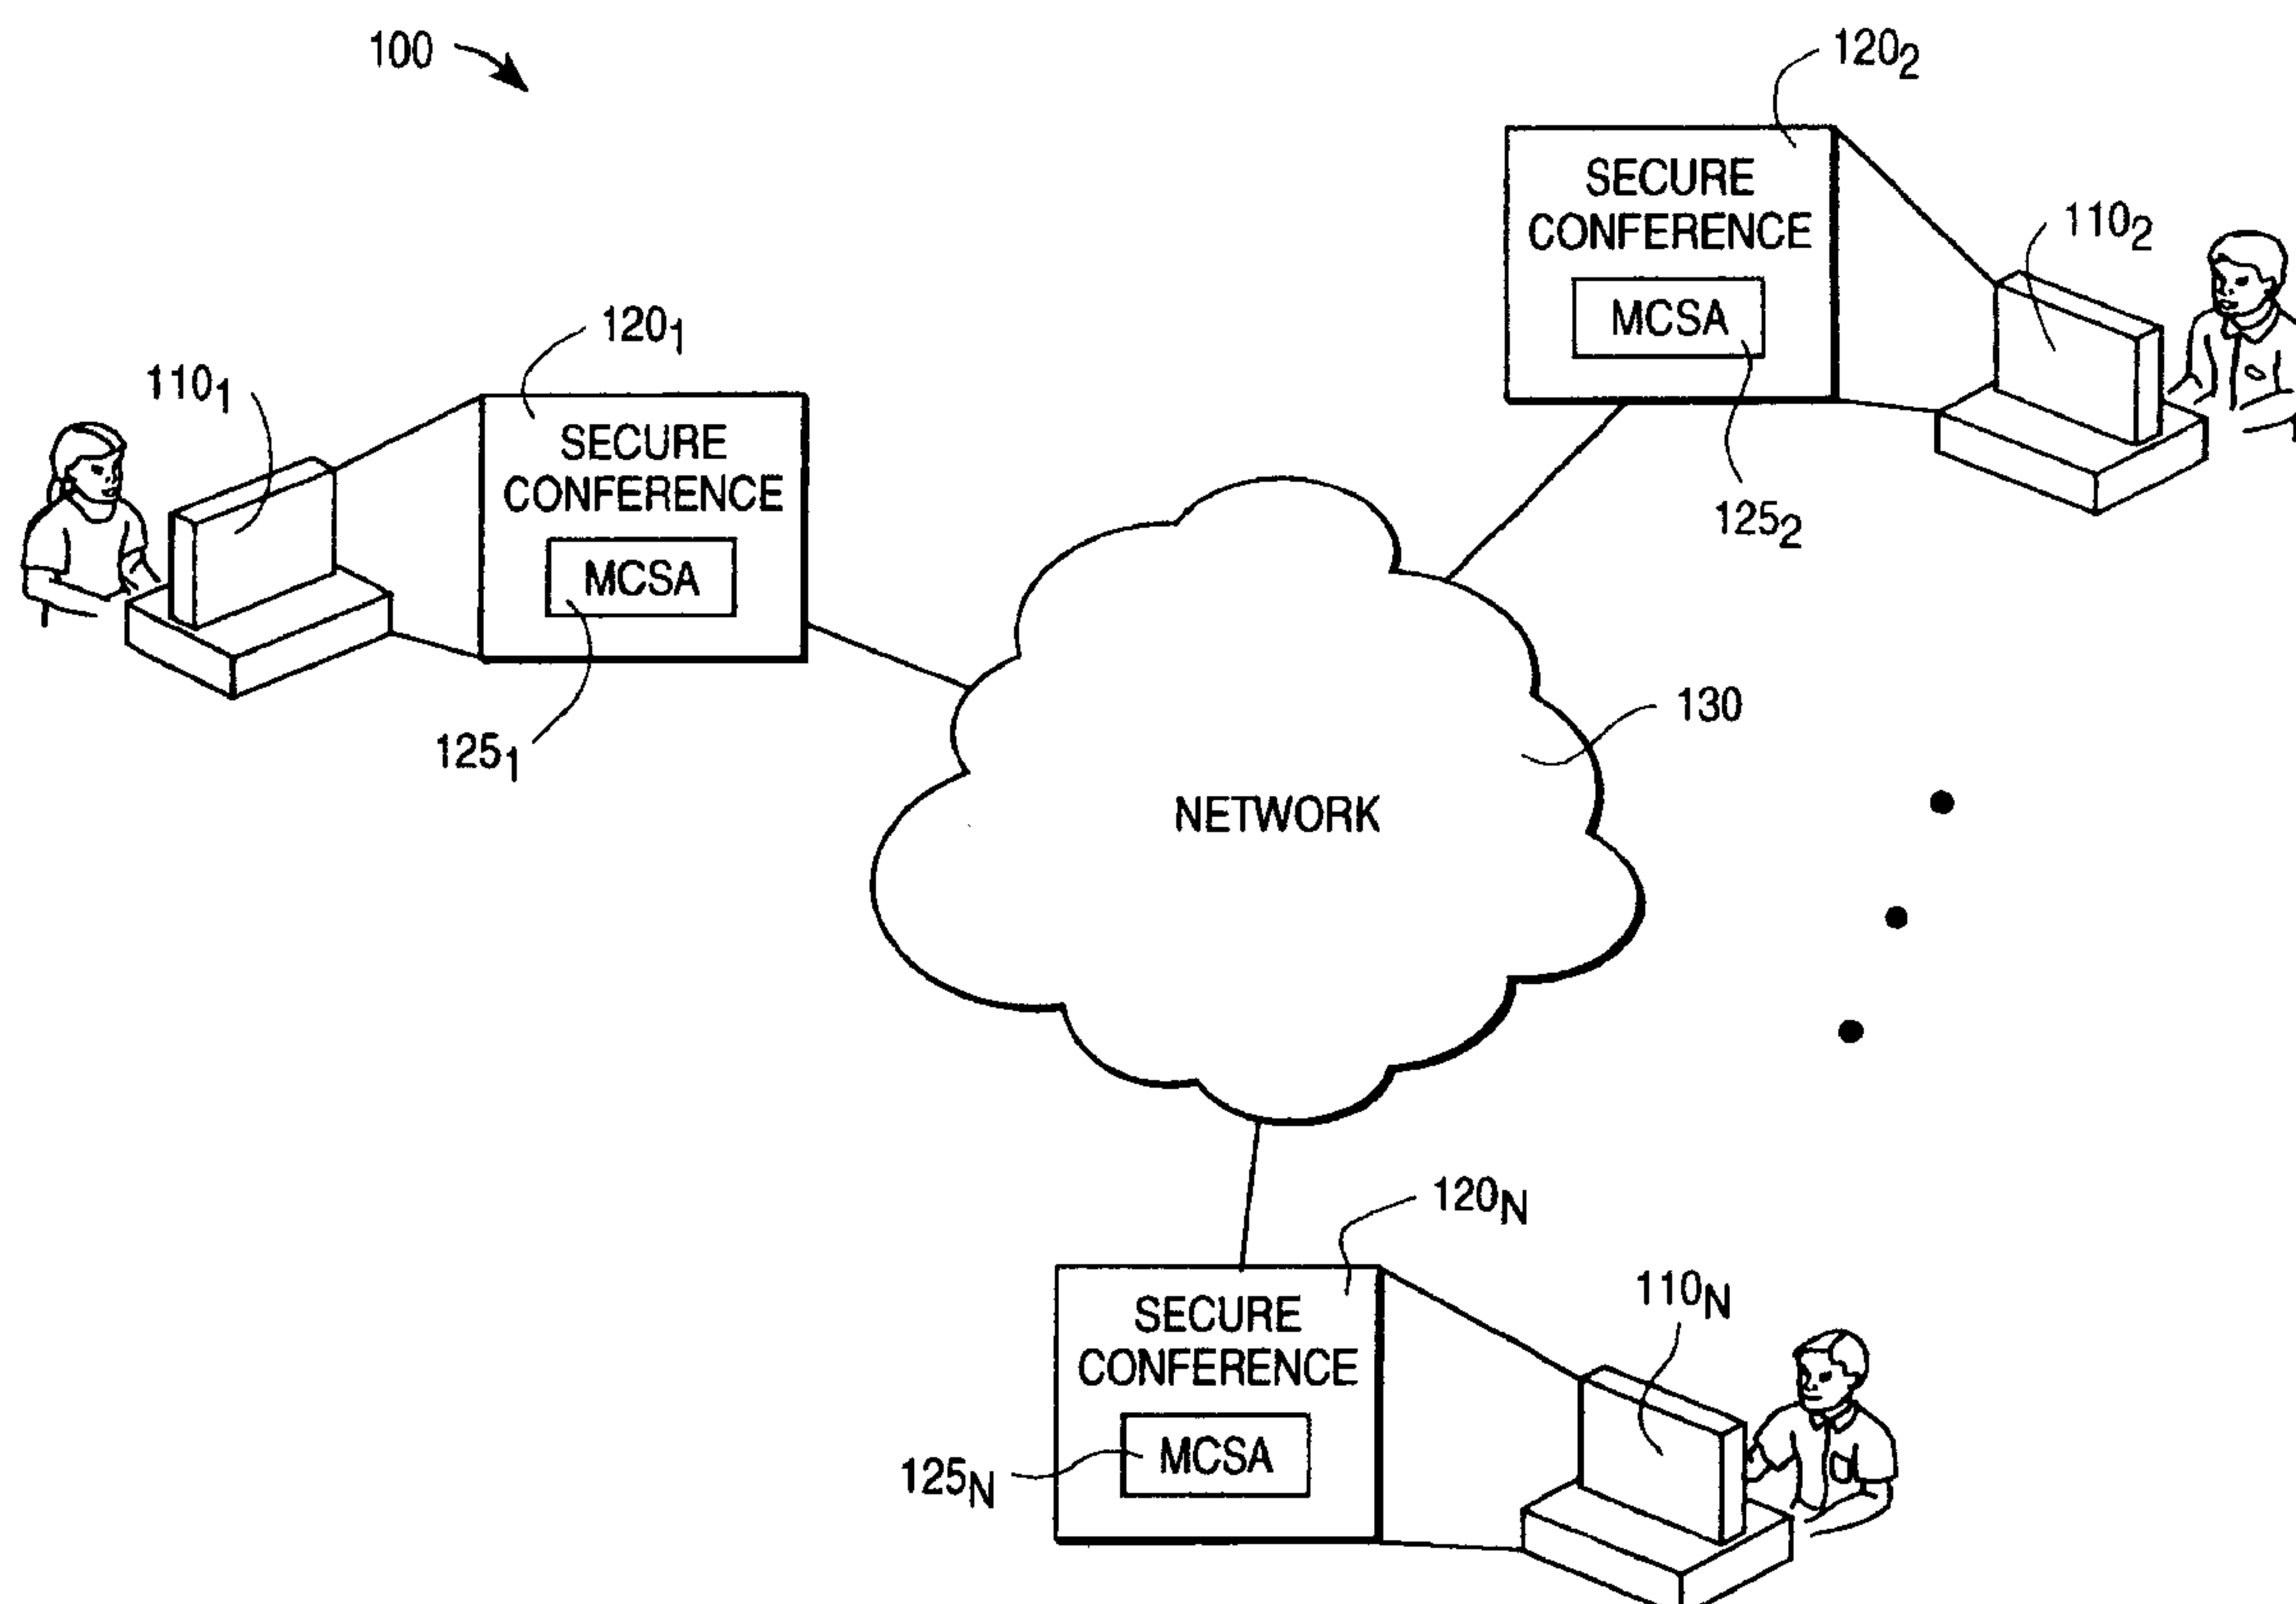 100
120₂
SECURE
CONFERENCE
110₂
MCSA
125₂
120₁
110₁
SECURE
CONFERENCE
MCSA
125₁
130
NETWORK
120N
110N
SECURE
CONFERENCE
MCSA
125N